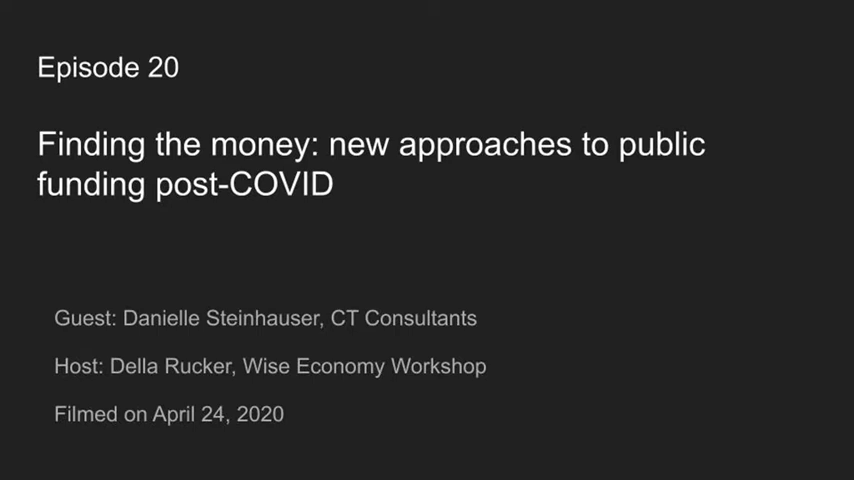 Episode 20
Finding the money: new approaches to public
funding post-COVID
Guest: Danielle Steinhauser, CT Consultants
Host: Della Rucker, Wise Economy Workshop
Filmed on April 24, 2020